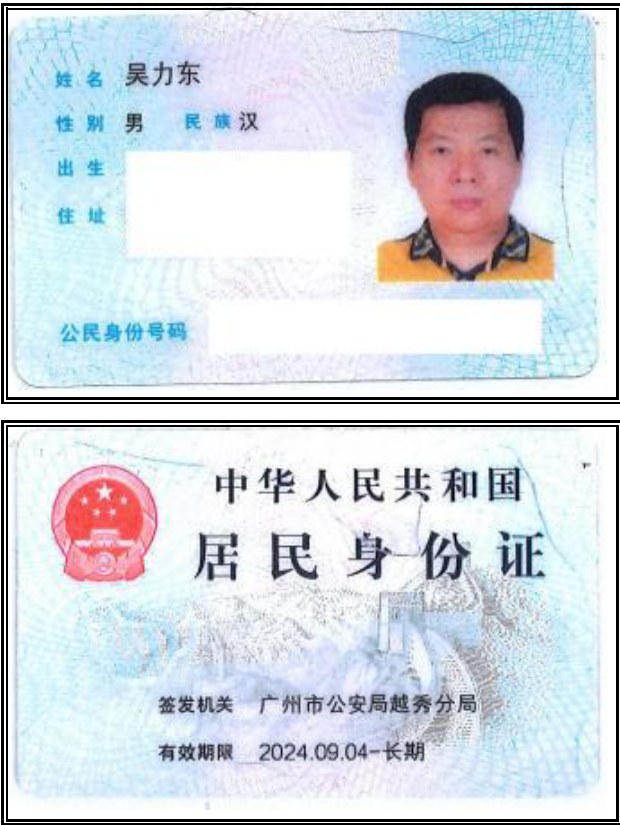 姓名 吴力东
性别 男 民族 汉
出生
住址
公民身份号码
中华人民共和国
居民身份证
签发机关 广州市公安局越秀分局
有效期限 2024.09.04-长期